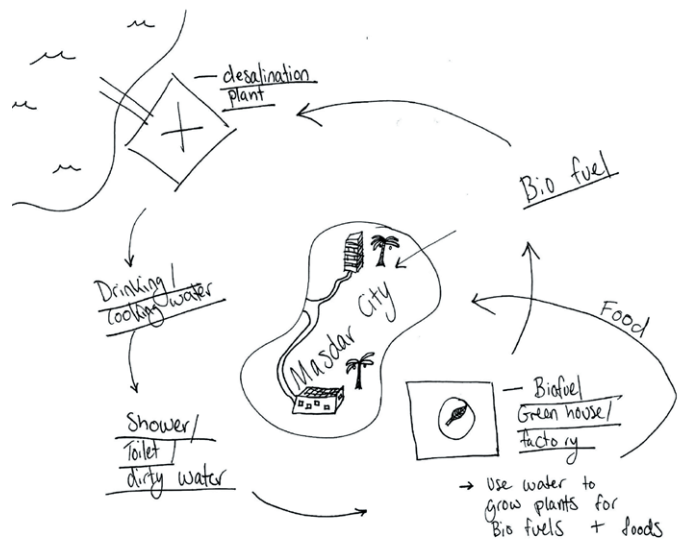 desalination
plant
Bio fuel
Drinking/
cooking water
Masdar City
Food
Biofuel
Green house/
factory
Shower/
Toilet/
dirty water
→ Use water to
grow plants for
Bio fuels + foods